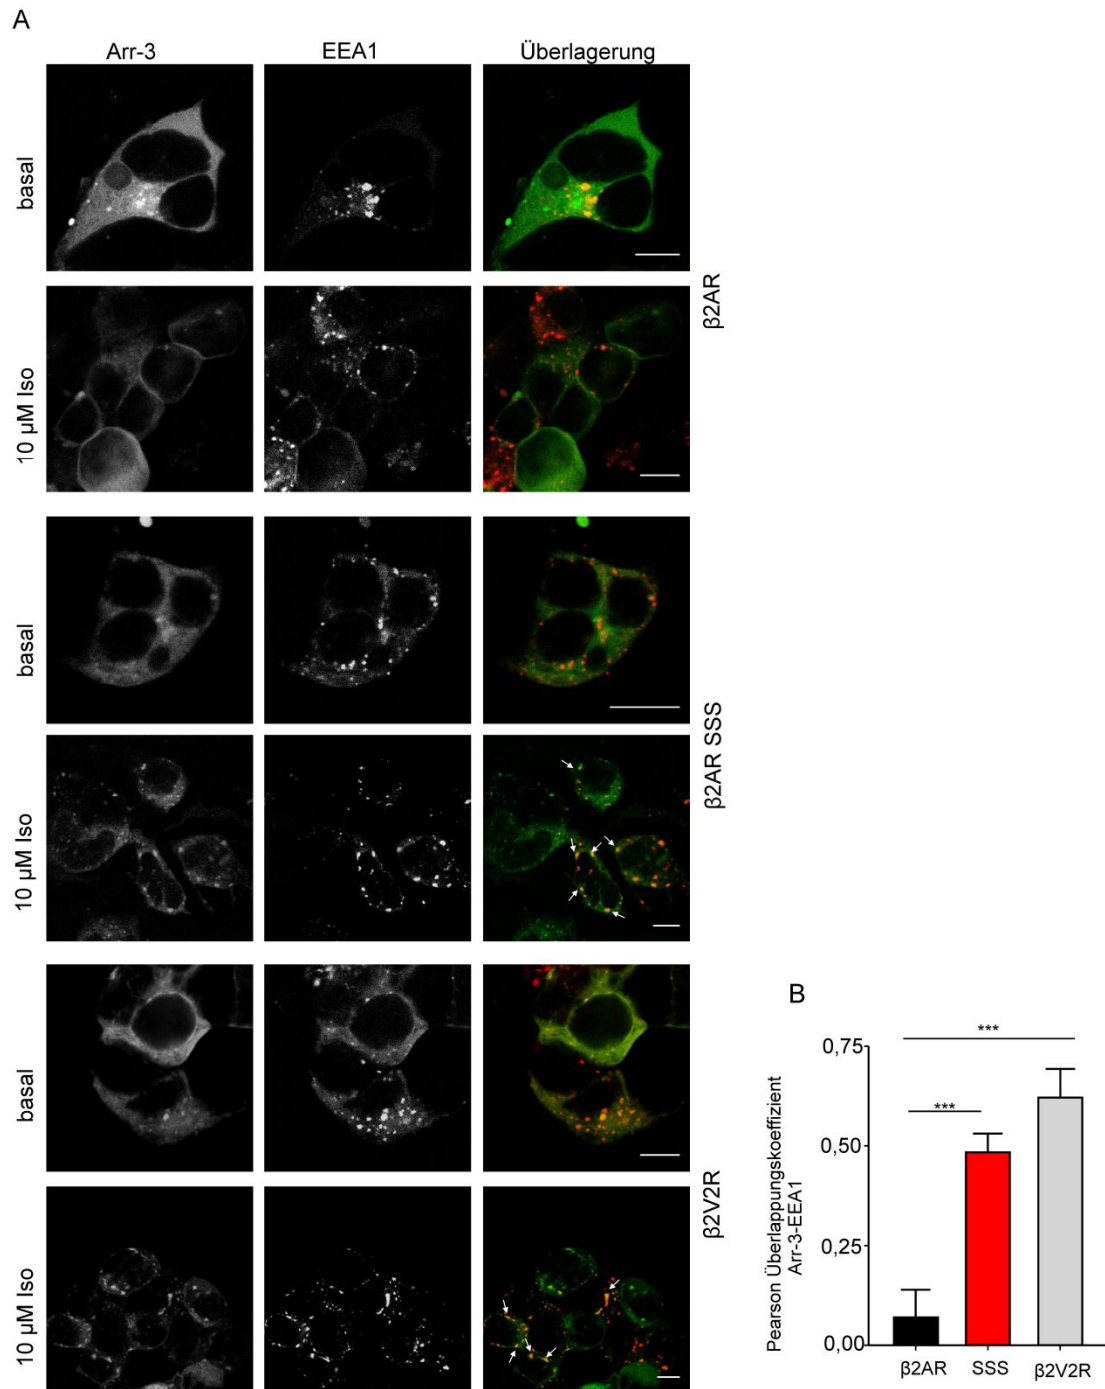 A
Arr-3 EEA1 Überlagerung
basal
10 µM Iso
β2AR
basal
10 µM Iso
β2AR SSS
basal
10 µM Iso
β2V2R
B
Pearson Überlappungskoeffizient
Arr-3-EEA1
0,75
0,50
0,25
0,00
***
***
β2AR SSS β2V2R